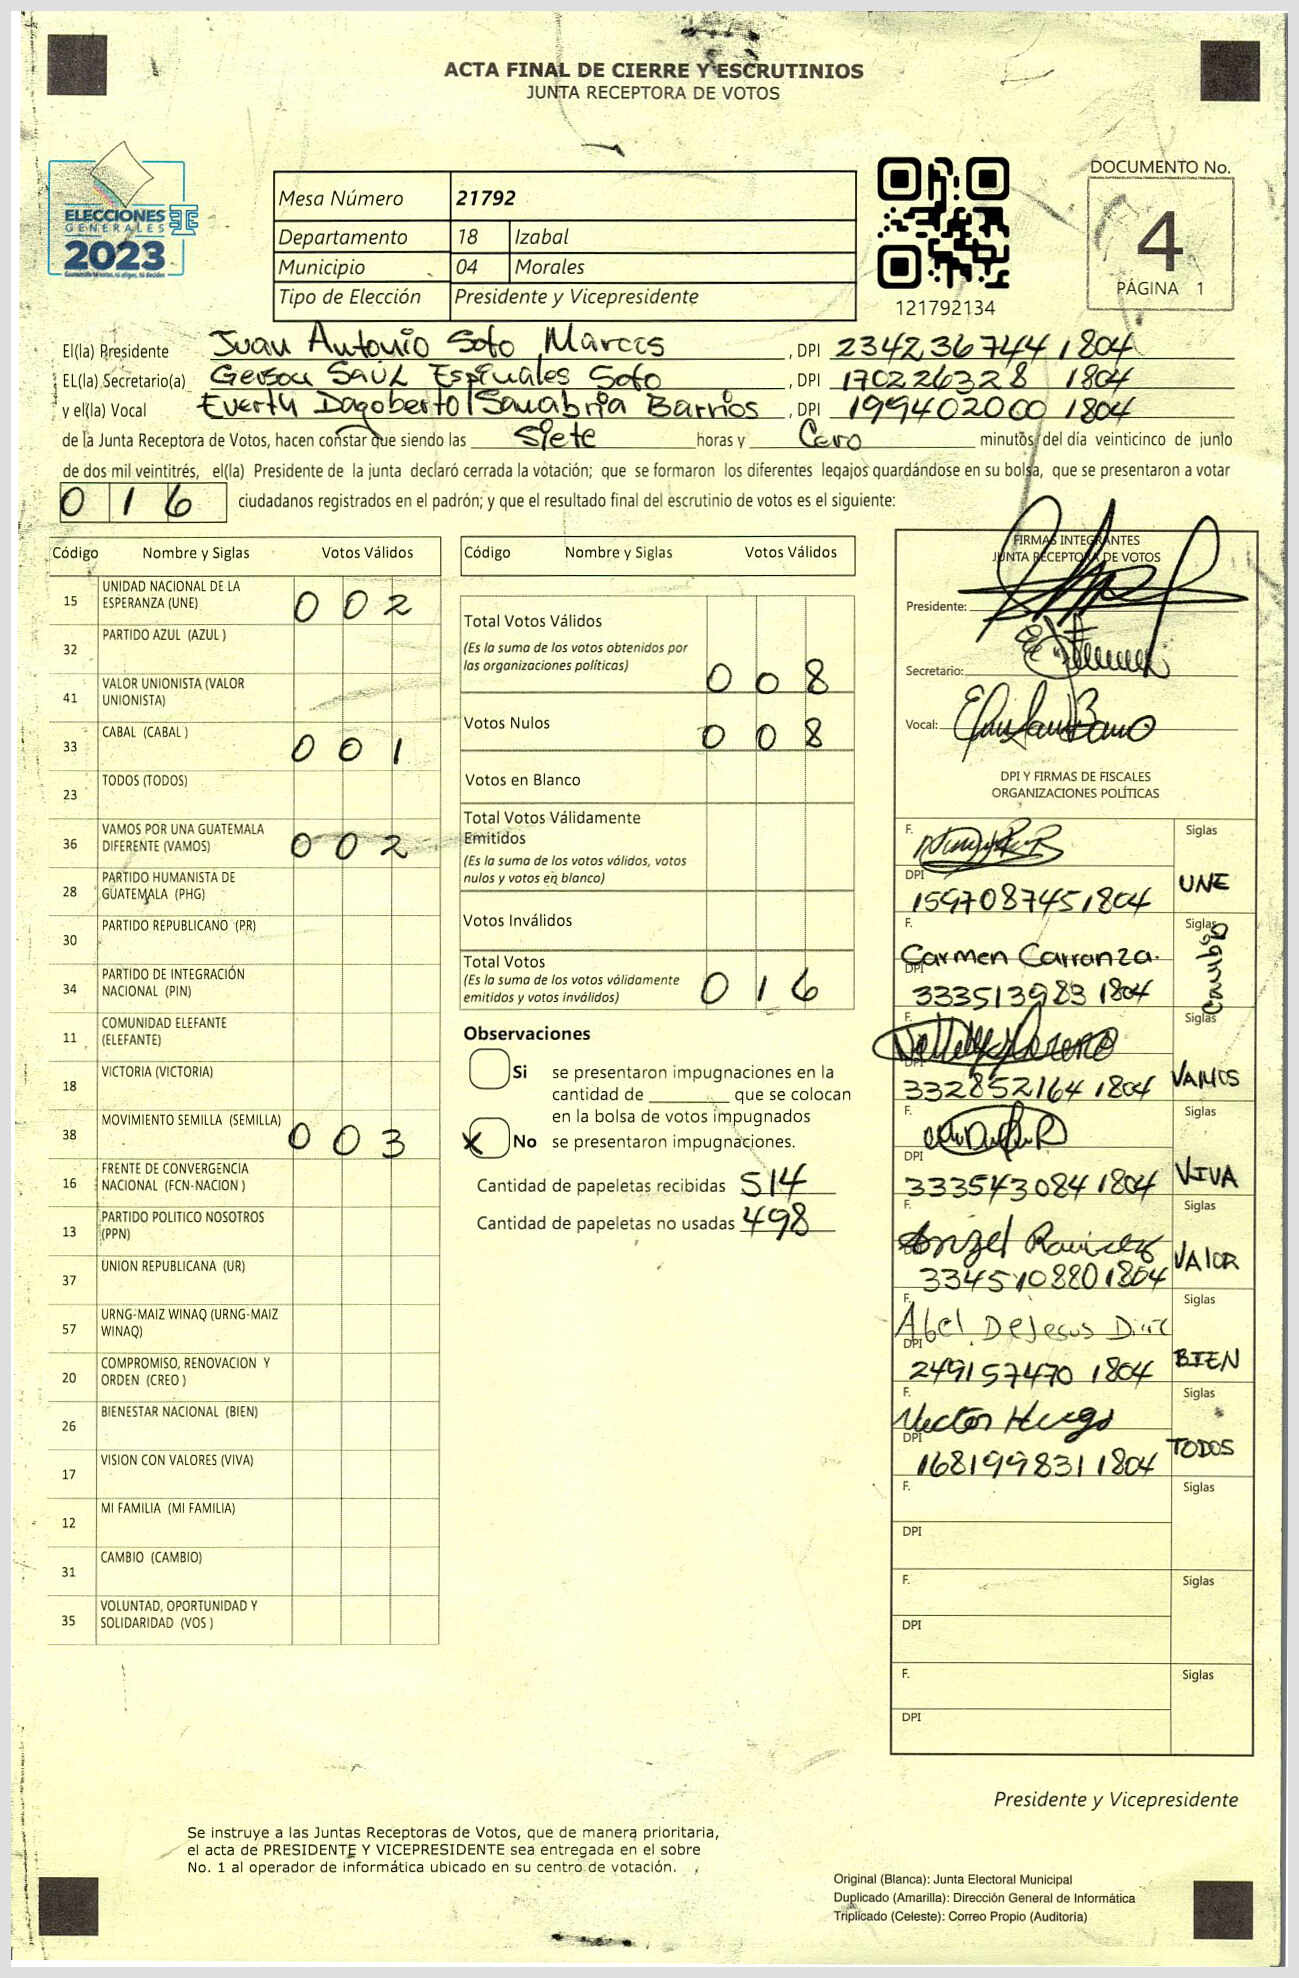 ACTA FINAL DE CIERRE Y ESCRUTINIOS
JUNTA RECEPTORA DE VOTOS
ELECCIONES
GENERALES
2023
Mesa Número 21792
Departamento 18 Izabal
Municipio 04 Morales
Tipo de Elección Presidente y Vicepresidente
121792134
DOCUMENTO No.
4
PÁGINA 1
El(la) Presidente Juan Antonio Soto Marcos, DPI 2342367441804
EL(la) Secretario(a) Gerson Saúl Espinales Soto, DPI 170226328 1804
y el(la) Vocal Everth Dagoberto Sanabria Barrios, DPI 199402000 1804
de la Junta Receptora de Votos, hacen constar que siendo las Siete horas y Cero minutos del día veinticinco de junio
de dos mil veintitrés, el(la) Presidente de la junta declaró cerrada la votación; que se formaron los diferentes legajos guardándose en su bolsa, que se presentaron a votar
016 ciudadanos registrados en el padrón; y que el resultado final del escrutinio de votos es el siguiente:
Código Nombre y Siglas Votos Válidos
15 UNIDAD NACIONAL DE LA
ESPERANZA (UNE) 002
32 PARTIDO AZUL (AZUL )
41 VALOR UNIONISTA (VALOR
UNIONISTA)
33 CABAL (CABAL ) 001
23 TODOS (TODOS)
36 VAMOS POR UNA GUATEMALA
DIFERENTE (VAMOS) 002
28 PARTIDO HUMANISTA DE
GUATEMALA (PHG)
30 PARTIDO REPUBLICANO (PR)
34 PARTIDO DE INTEGRACIÓN
NACIONAL (PIN)
11 COMUNIDAD ELEFANTE
(ELEFANTE)
18 VICTORIA (VICTORIA)
38 MOVIMIENTO SEMILLA (SEMILLA) 003
16 FRENTE DE CONVERGENCIA
NACIONAL (FCN-NACION )
13 PARTIDO POLITICO NOSOTROS
(PPN)
37 UNION REPUBLICANA (UR)
57 URNG-MAIZ WINAQ (URNG-MAIZ
WINAQ)
20 COMPROMISO, RENOVACION Y
ORDEN (CREO )
26 BIENESTAR NACIONAL (BIEN)
17 VISION CON VALORES (VIVA)
12 MI FAMILIA (MI FAMILIA)
31 CAMBIO (CAMBIO)
35 VOLUNTAD, OPORTUNIDAD Y
SOLIDARIDAD (VOS )
Código Nombre y Siglas Votos Válidos
Total Votos Válidos
(Es la suma de los votos obtenidos por
las organizaciones políticas) 008
Votos Nulos 008
Votos en Blanco
Total Votos Válidamente
Emitidos
(Es la suma de los votos válidos, votos
nulos y votos en blanco)
Votos Inválidos
Total Votos
(Es la suma de los votos válidamente
emitidos y votos inválidos) 016
Observaciones
Si se presentaron impugnaciones en la
cantidad de ________ que se colocan
en la bolsa de votos impugnados
X No se presentaron impugnaciones.
Cantidad de papeletas recibidas 514
Cantidad de papeletas no usadas 498
FIRMAS INTEGRANTES
JUNTA RECEPTORA DE VOTOS
Presidente:
Secretario:
Vocal:
DPI Y FIRMAS DE FISCALES
ORGANIZACIONES POLÍTICAS
F. Siglas
DPI 1597087451804 UNE
F. Carmen Carranza. Siglas
DPI 333513983 1804 Cambio
F. Siglas
DPI 332852164 1804 VAMOS
F. Siglas
DPI 333543084 1804 VIVA
F. Angel Ramirez Siglas
334510880 1804 VALOR
F. Abel DeJesus Siglas
DPI 249157470 1804 BIEN
F. Hector Hugo Siglas
DPI 168199831 1804 TODOS
F. Siglas
DPI
F. Siglas
DPI
F. Siglas
DPI
Presidente y Vicepresidente
Se instruye a las Juntas Receptoras de Votos, que de manera prioritaria,
el acta de PRESIDENTE Y VICEPRESIDENTE sea entregada en el sobre
No. 1 al operador de informática ubicado en su centro de votación.
Original (Blanca): Junta Electoral Municipal
Duplicado (Amarilla): Dirección General de Informática
Triplicado (Celeste): Correo Propio (Auditoría)